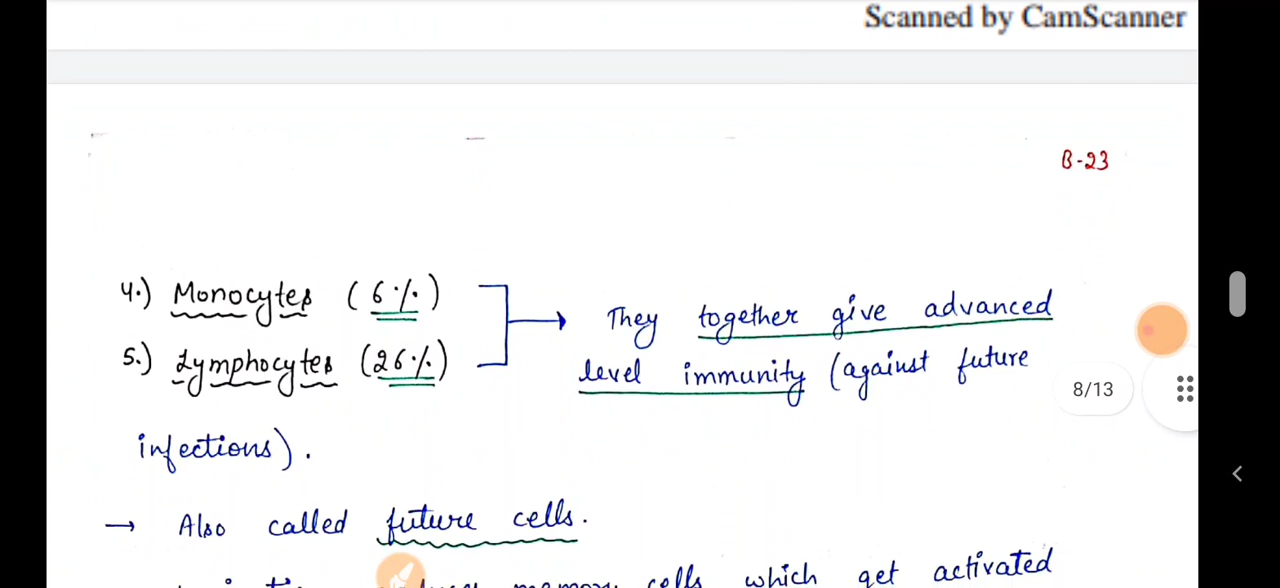 Scanned by CamScanner
B-23
4.) Monocytes (6%)
5.) Lymphocytes (26%)
They together give advanced
level immunity (against future
8/13
infections).
→ Also called future cells.
memory cells which get activated